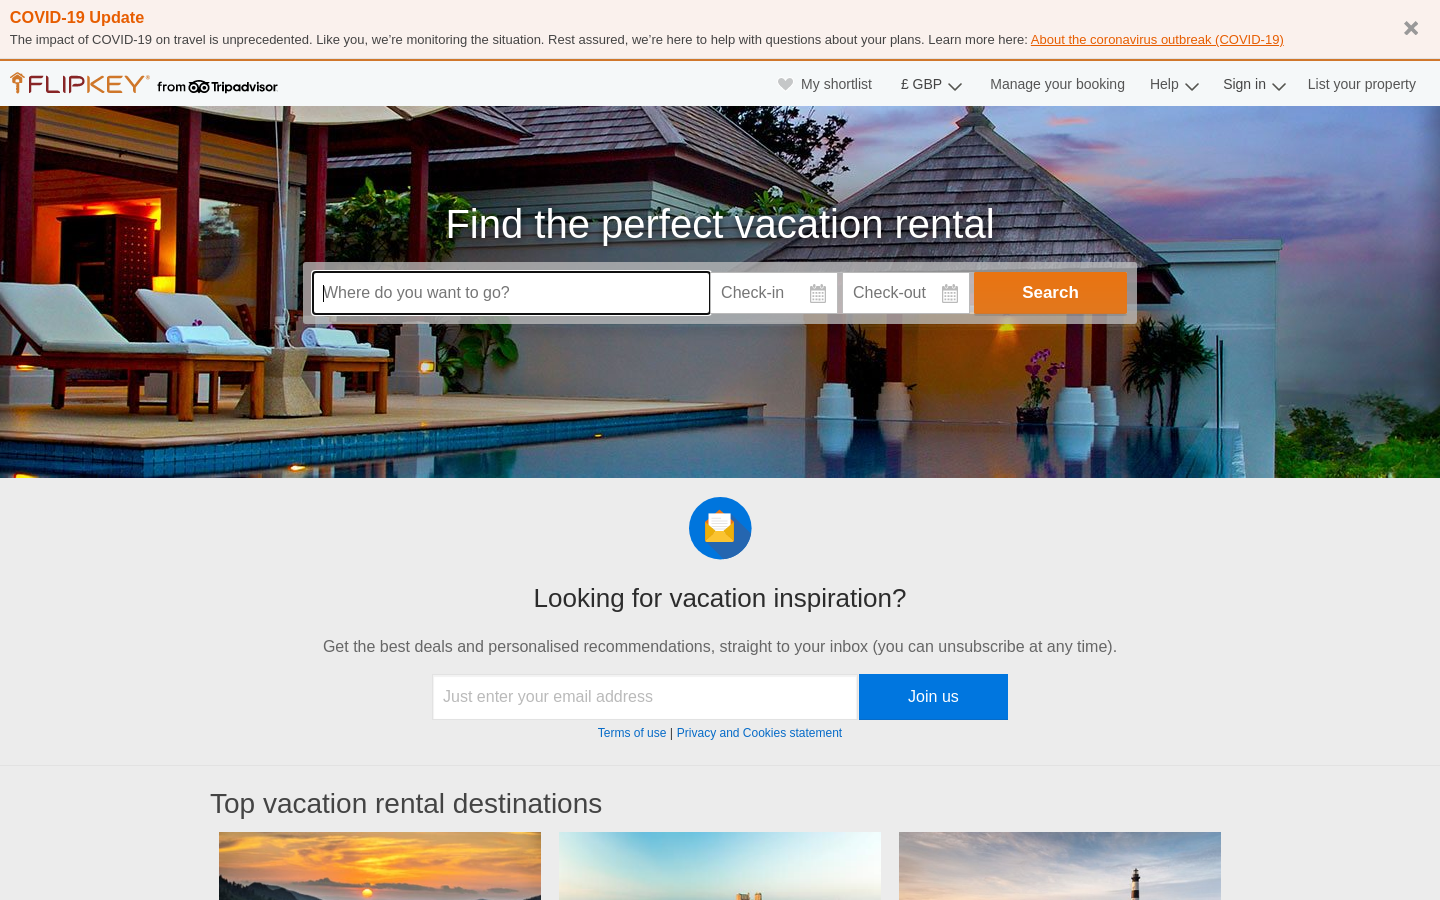 COVID-19 Update
The impact of COVID-19 on travel is unprecedented. Like you, we’re monitoring the situation. Rest assured, we’re here to help with questions about your plans. Learn more here: About the coronavirus outbreak (COVID-19)
FLIPKEY from Tripadvisor
My shortlist
£ GBP
Manage your booking
Help
Sign in
List your property
Find the perfect vacation rental
Where do you want to go?
Check-in
Check-out
Search
Looking for vacation inspiration?
Get the best deals and personalised recommendations, straight to your inbox (you can unsubscribe at any time).
Just enter your email address
Join us
Terms of use | Privacy and Cookies statement
Top vacation rental destinations